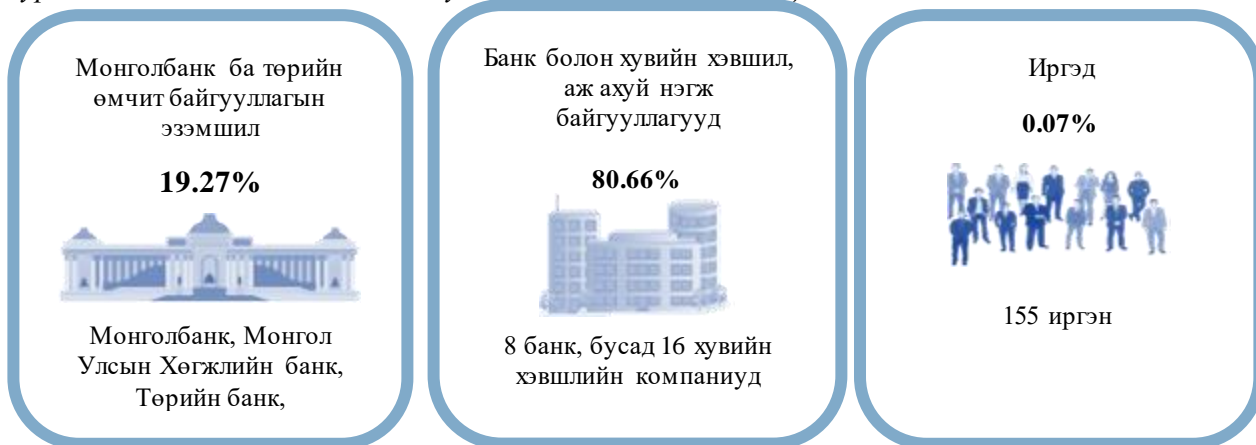 Монголбанк ба төрийн
өмчит байгууллагын
эзэмшил
19.27%
Монголбанк, Монгол
Улсын Хөгжлийн банк,
Төрийн банк,
Банк болон хувийн хэвшил,
аж ахуй нэгж
байгууллагууд
80.66%
8 банк, бусад 16 хувийн
хэвшлийн компаниуд
Иргэд
0.07%
155 иргэн